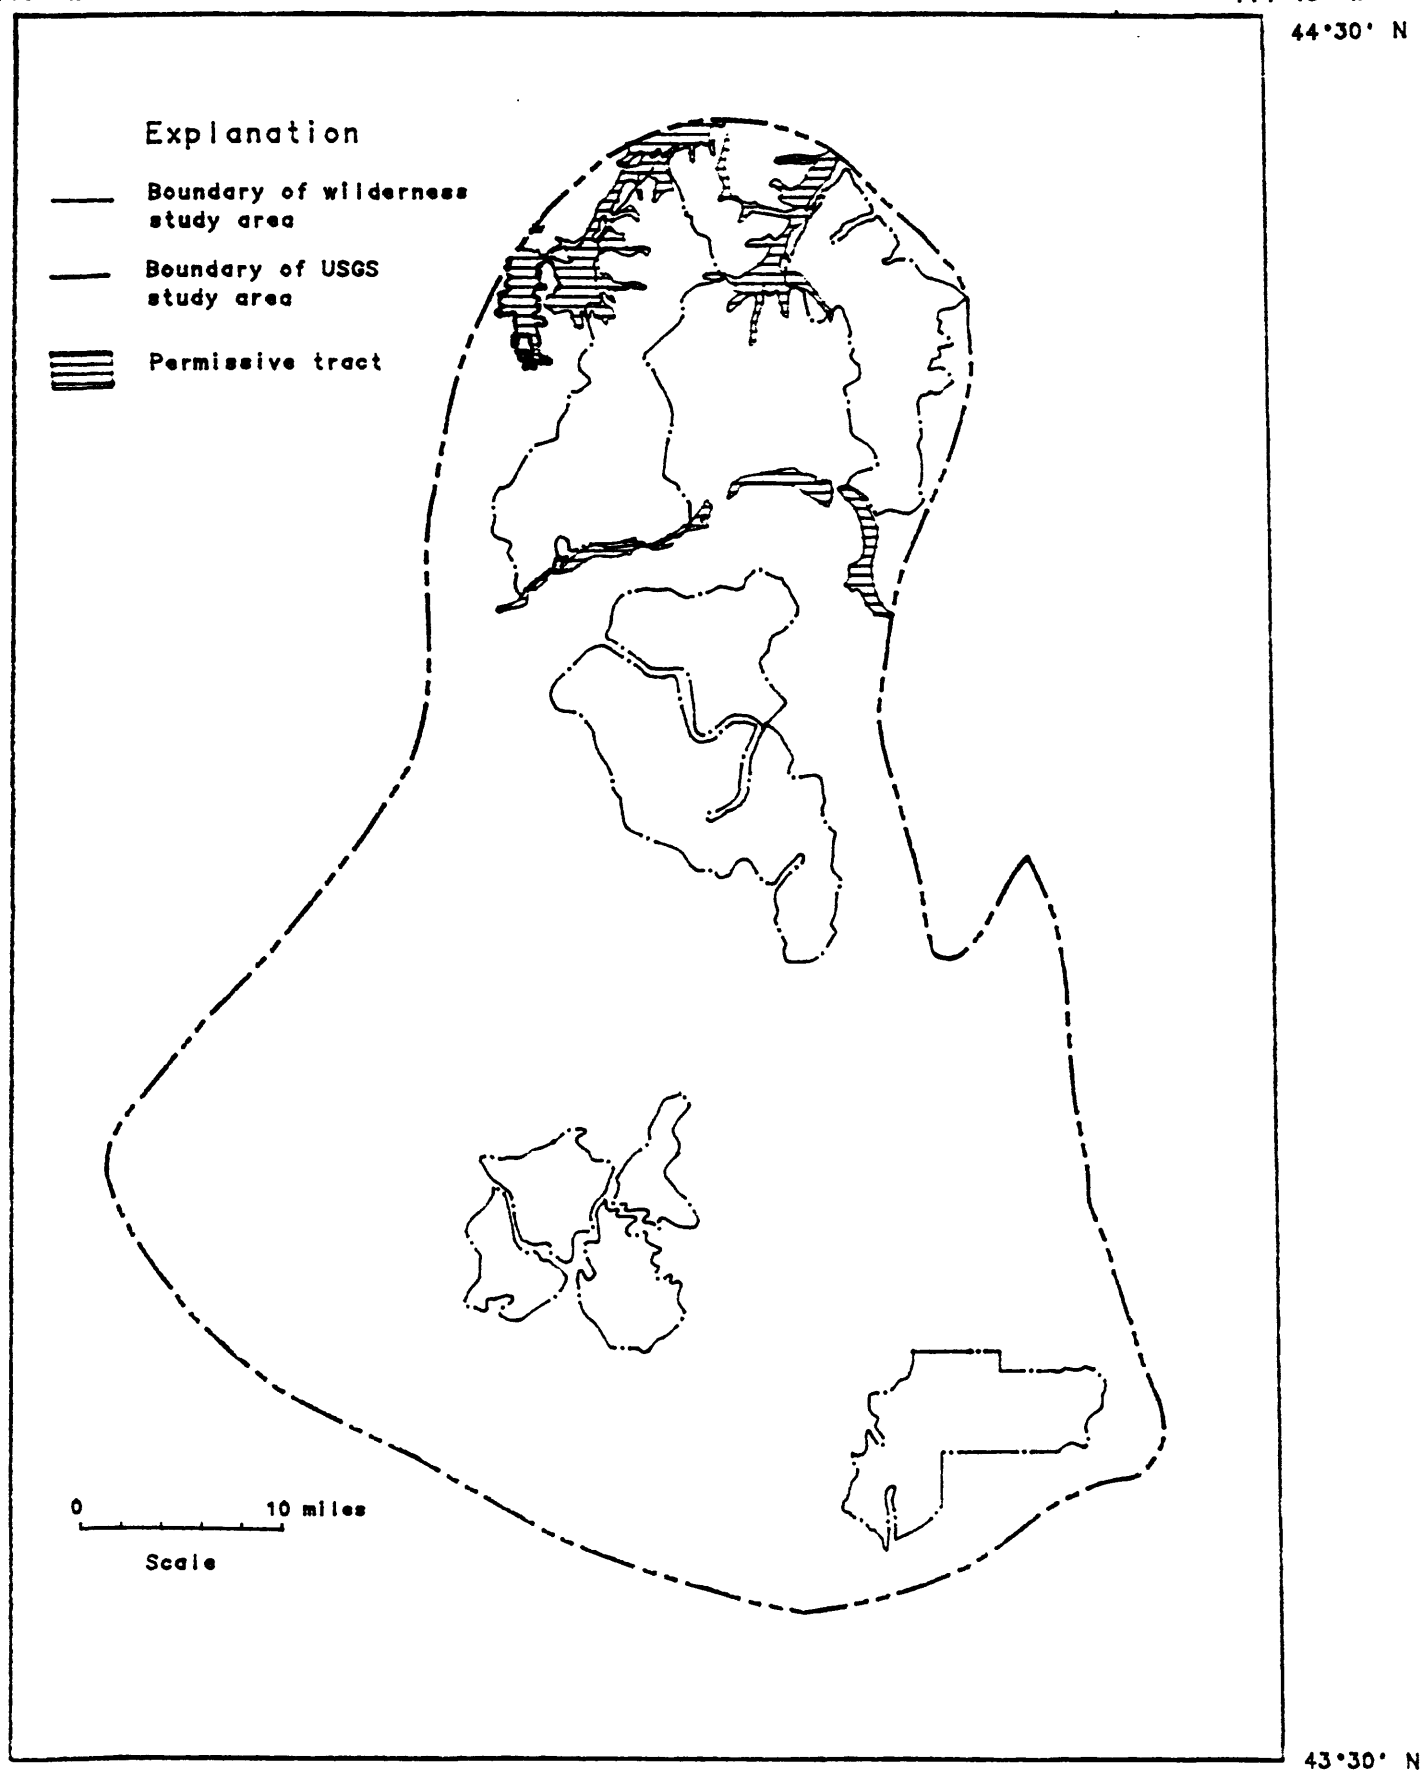 44°30' N
Explanation
Boundary of wilderness
study area
Boundary of USGS
study area
Permissive tract
0 10 miles
Scale
43°30' N